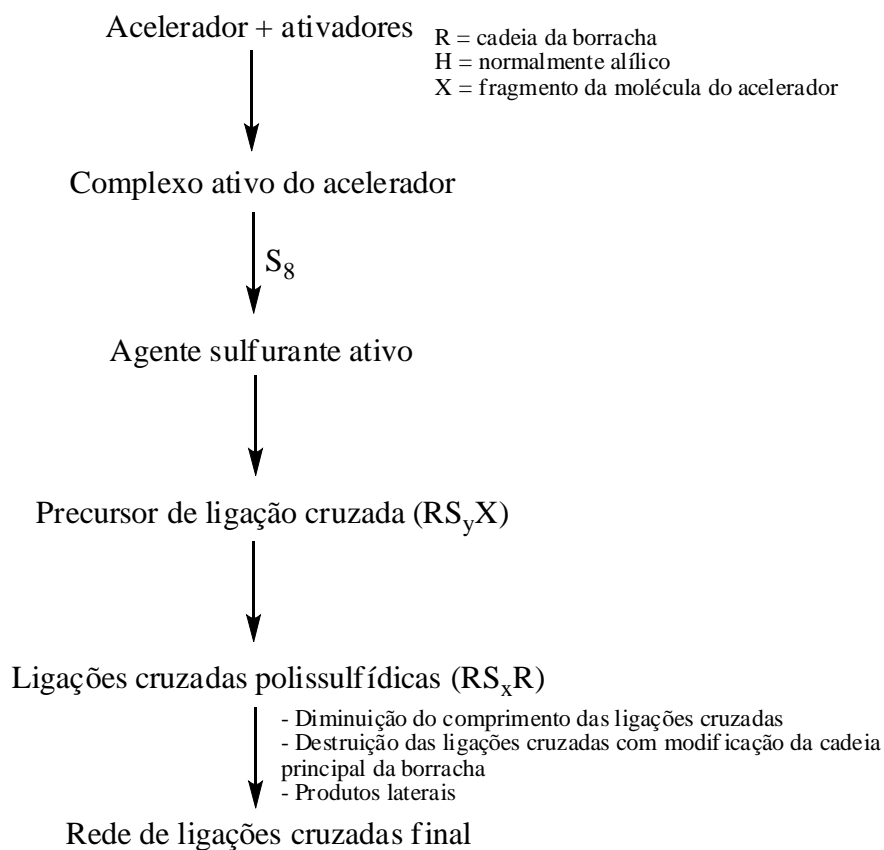 Acelerador + ativadores
R = cadeia da borracha
H = normalmente alílico
X = fragmento da molécula do acelerador
Complexo ativo do acelerador
S8
Agente sulfurante ativo
Precursor de ligação cruzada (RSyX)
Ligações cruzadas polissulfídicas (RSxR)
- Diminuição do comprimento das ligações cruzadas
- Destruição das ligações cruzadas com modificação da cadeia
principal da borracha
- Produtos laterais
Rede de ligações cruzadas final